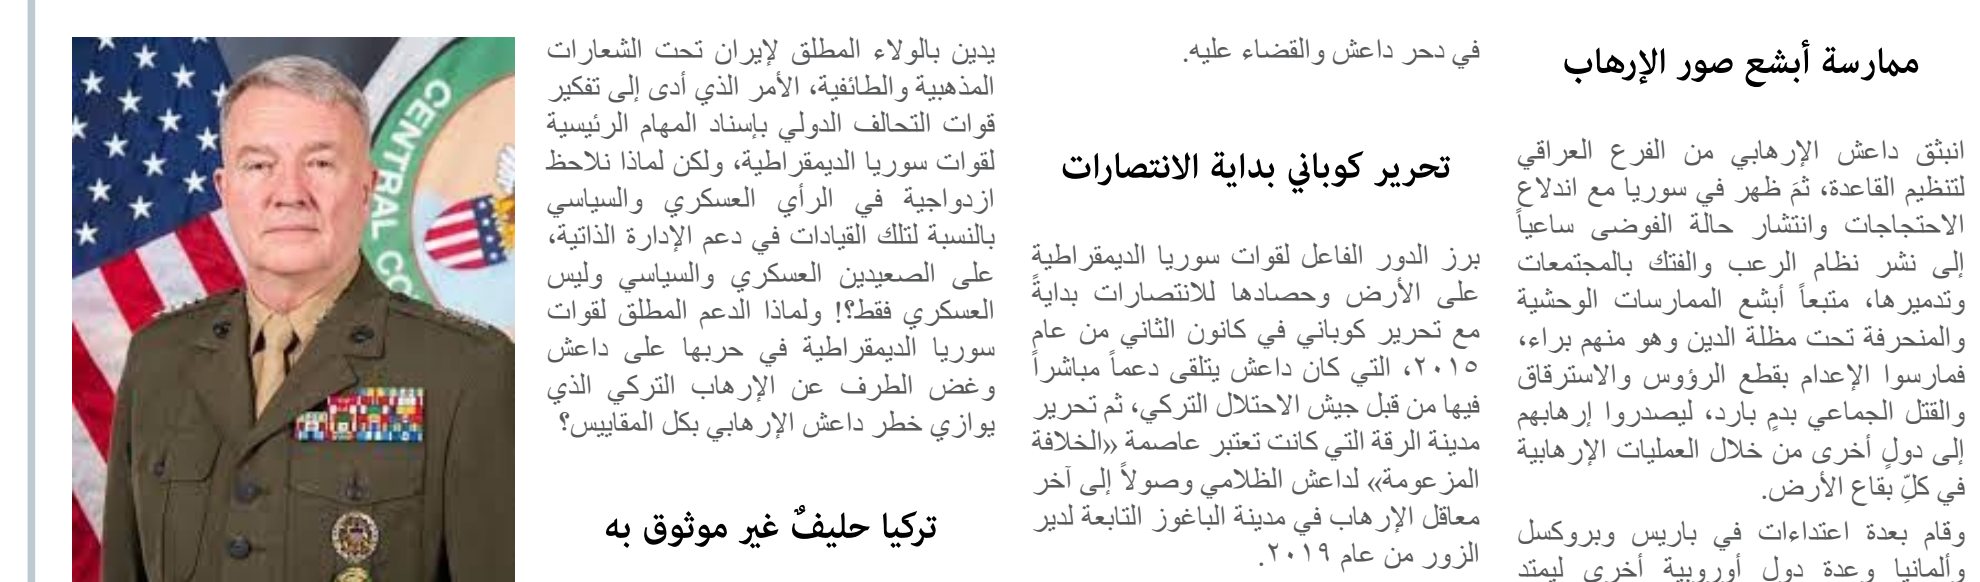 ممارسة أبشع صور الإرهاب
انبثق داعش الإرهابي من الفرع العراقي
لتنظيم القاعدة، ثمَ ظهر في سوريا مع اندلاع
الاحتجاجات وانتشار حالة الفوضى ساعياً
إلى نشر نظام الرعب والفتك بالمجتمعات
وتدميرها، متبعاً أبشع الممارسات الوحشية
والمنحرفة تحت مظلة الدين وهو منهم براء،
فمارسوا الإعدام بقطع الرؤوس والاسترقاق
والقتل الجماعي بدمٍ بارد، ليصدروا إرهابهم
إلى دولٍ أخرى من خلال العمليات الإرهابية
في كلِّ بقاع الأرض.
وقام بعدة اعتداءات في باريس وبروكسل
وألمانيا وعدة دول أوروبية أخرى ليمتد
في دحر داعش والقضاء عليه.
تحرير كوباني بداية الانتصارات
برز الدور الفاعل لقوات سوريا الديمقراطية
على الأرض وحصادها للانتصارات بدايةً
مع تحرير كوباني في كانون الثاني من عام
٢٠١٥، التي كان داعش يتلقى دعماً مباشراً
فيها من قبل جيش الاحتلال التركي، ثم تحرير
مدينة الرقة التي كانت تعتبر عاصمة «الخلافة
المزعومة» لداعش الظلامي وصولاً إلى آخر
معاقل الإرهاب في مدينة الباغوز التابعة لدير
الزور من عام ٢٠١٩.
يدين بالولاء المطلق لإيران تحت الشعارات
المذهبية والطائفية، الأمر الذي أدى إلى تفكير
قوات التحالف الدولي بإسناد المهام الرئيسية
لقوات سوريا الديمقراطية، ولكن لماذا نلاحظ
ازدواجية في الرأي العسكري والسياسي
بالنسبة لتلك القيادات في دعم الإدارة الذاتية،
على الصعيدين العسكري والسياسي وليس
العسكري فقط؟! ولماذا الدعم المطلق لقوات
سوريا الديمقراطية في حربها على داعش
وغض الطرف عن الإرهاب التركي الذي
يوازي خطر داعش الإرهابي بكل المقاييس؟
تركيا حليفٌ غير موثوق به
CENTRAL CO